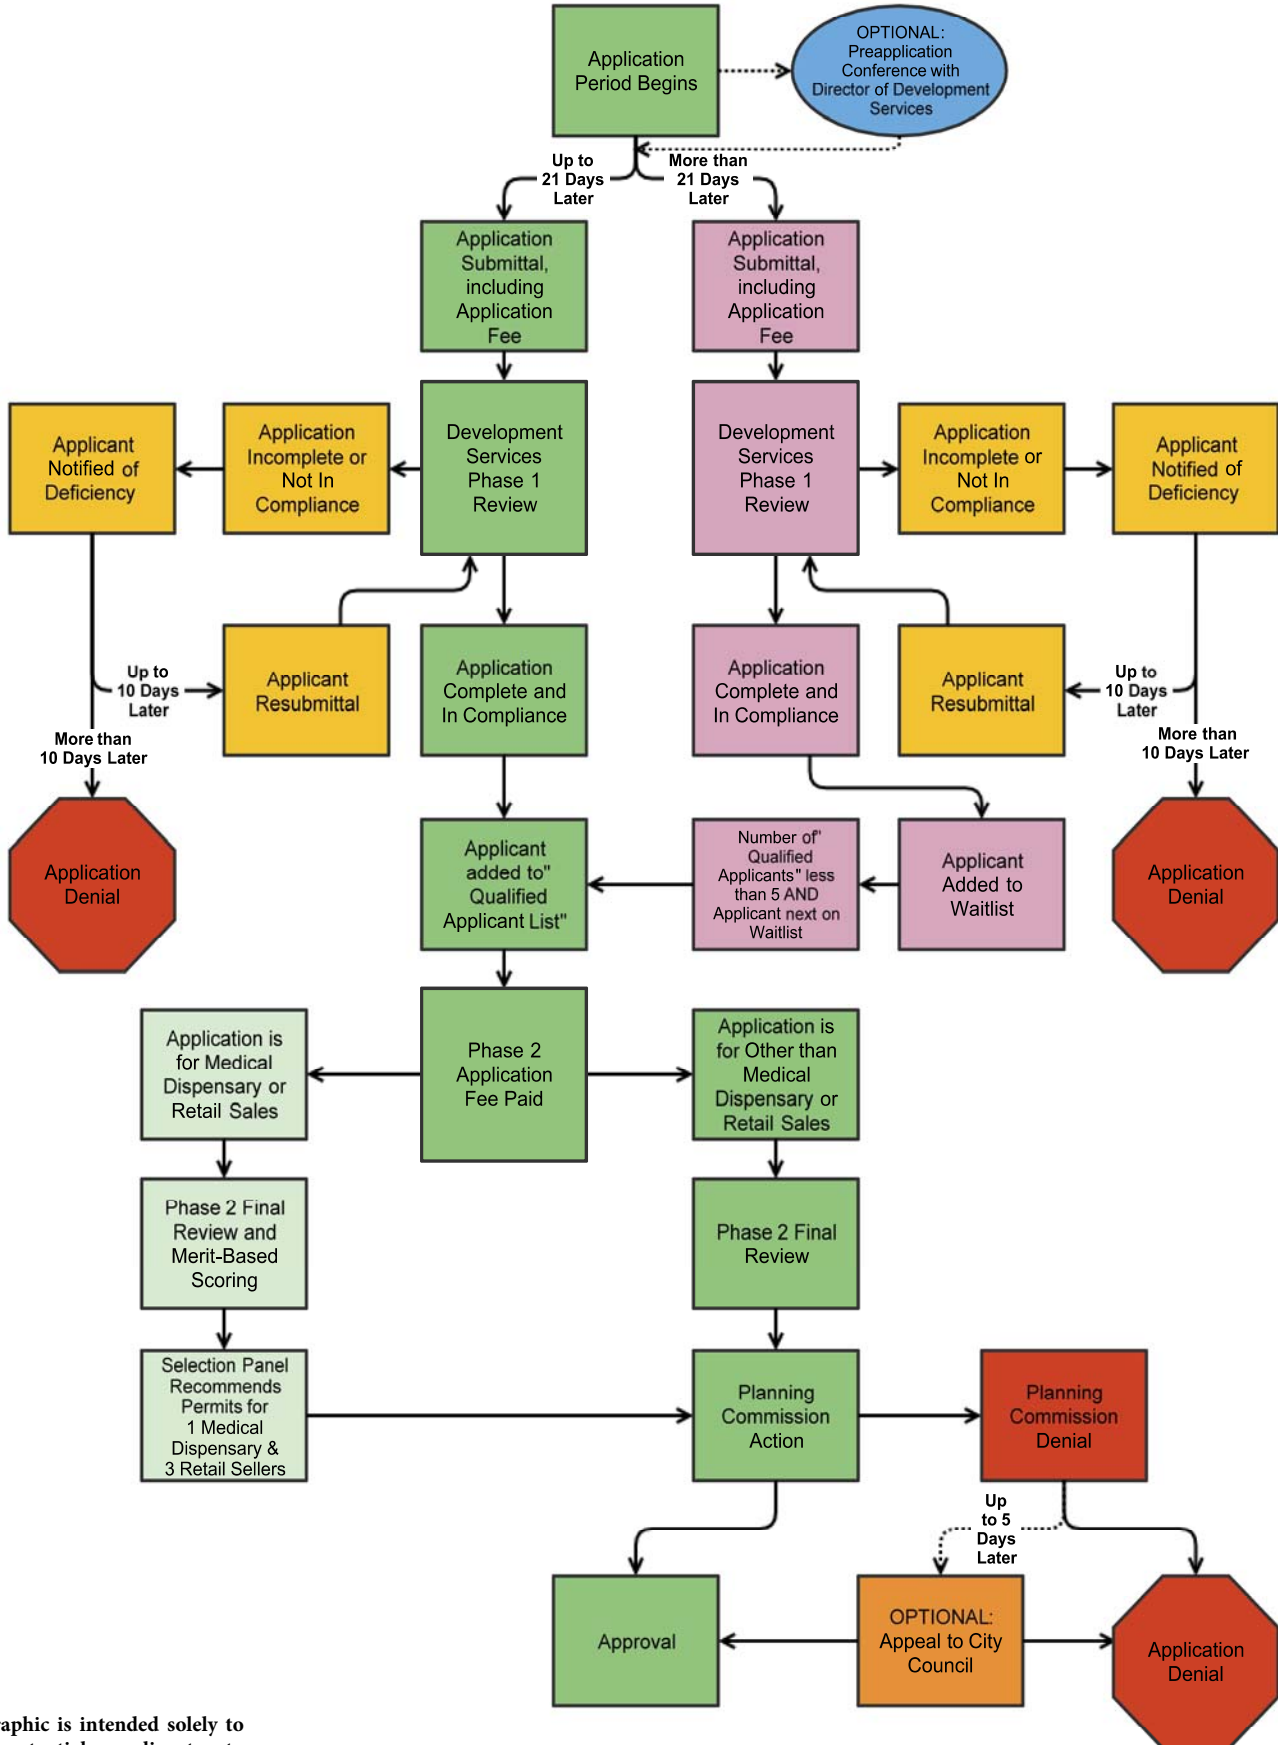 Application
Period Begins
OPTIONAL:
Preapplication
Conference with
Director of Development
Services
Up to
21 Days
Later
More than
21 Days
Later
Application
Submittal,
including
Application
Fee
Application
Submittal,
including
Application
Fee
Applicant
Notified of
Deficiency
Application
Incomplete or
Not In
Compliance
Development
Services
Phase 1
Review
Development
Services
Phase 1
Review
Application
Incomplete or
Not In
Compliance
Applicant
Notified of
Deficiency
Up to
10 Days
Later
More than
10 Days Later
Applicant
Resubmittal
Application
Complete and
In Compliance
Application
Complete and
In Compliance
Applicant
Resubmittal
Up to
10 Days
Later
More than
10 Days Later
Application
Denial
Applicant
added to"
Qualified
Applicant List"
Number of"
Qualified
Applicants" less
than 5 AND
Applicant next on
Waitlist
Applicant
Added to
Waitlist
Application
Denial
Application is
for Medical
Dispensary or
Retail Sales
Phase 2
Application
Fee Paid
Application is
for Other than
Medical
Dispensary or
Retail Sales
Phase 2 Final
Review and
Merit-Based
Scoring
Phase 2 Final
Review
Selection Panel
Recommends
Permits for
1 Medical
Dispensary &
3 Retail Sellers
Planning
Commission
Action
Planning
Commission
Denial
Up
to 5
Days
Later
Approval
OPTIONAL:
Appeal to City
Council
Application
Denial
raphic is intended solely to